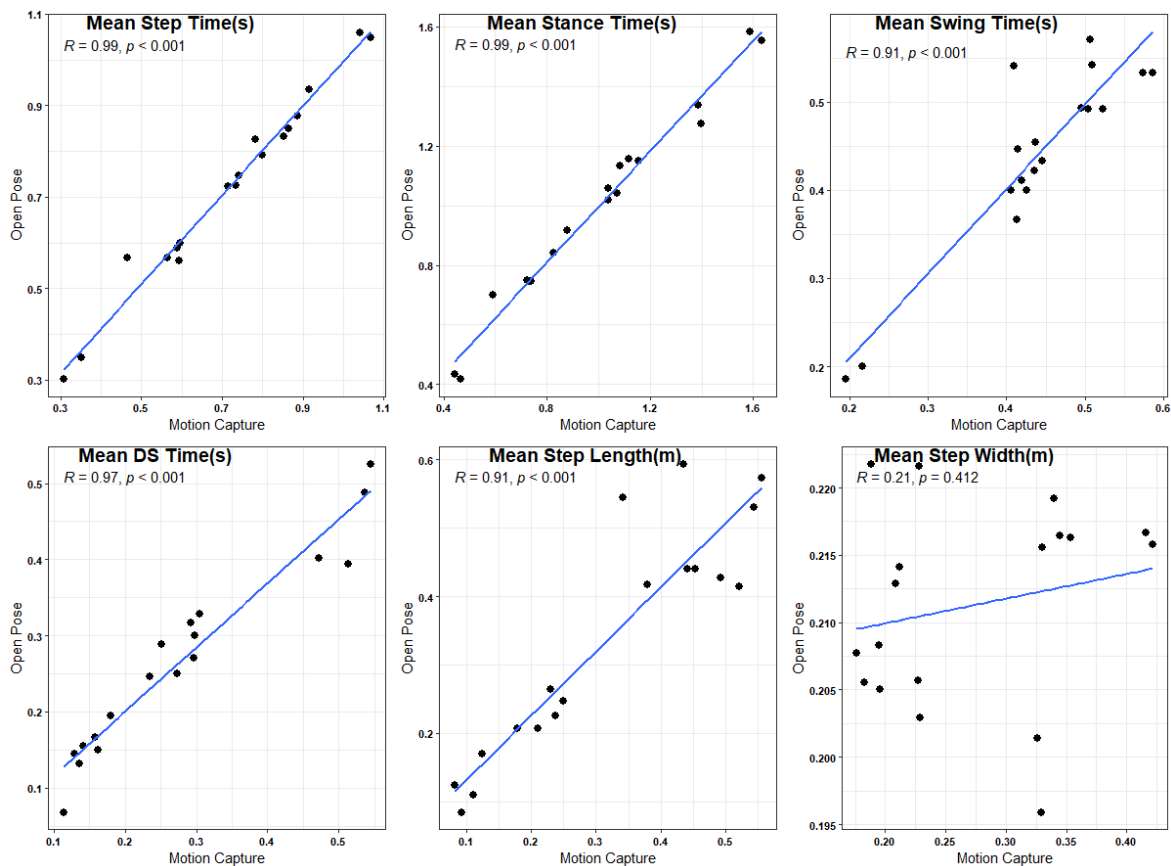 Mean Step Time(s)
R = 0.99, p < 0.001
1.1
0.9
0.7
0.5
0.3
Open Pose
0.3 0.5 0.7 0.9 1.1
Motion Capture
Mean Stance Time(s)
R = 0.99, p < 0.001
1.6
1.2
0.8
0.4
Open Pose
0.4 0.8 1.2 1.6
Motion Capture
Mean Swing Time(s)
R = 0.91, p < 0.001
0.5
0.4
0.3
0.2
Open Pose
0.2 0.3 0.4 0.5 0.6
Motion Capture
Mean DS Time(s)
R = 0.97, p < 0.001
0.5
0.4
0.3
0.2
0.1
Open Pose
0.1 0.2 0.3 0.4 0.5
Motion Capture
Mean Step Length(m)
R = 0.91, p < 0.001
0.6
0.4
0.2
Open Pose
0.1 0.2 0.3 0.4 0.5
Motion Capture
Mean Step Width(m)
R = 0.21, p = 0.412
0.220
0.215
0.210
0.205
0.200
0.195
Open Pose
0.20 0.25 0.30 0.35 0.40
Motion Capture